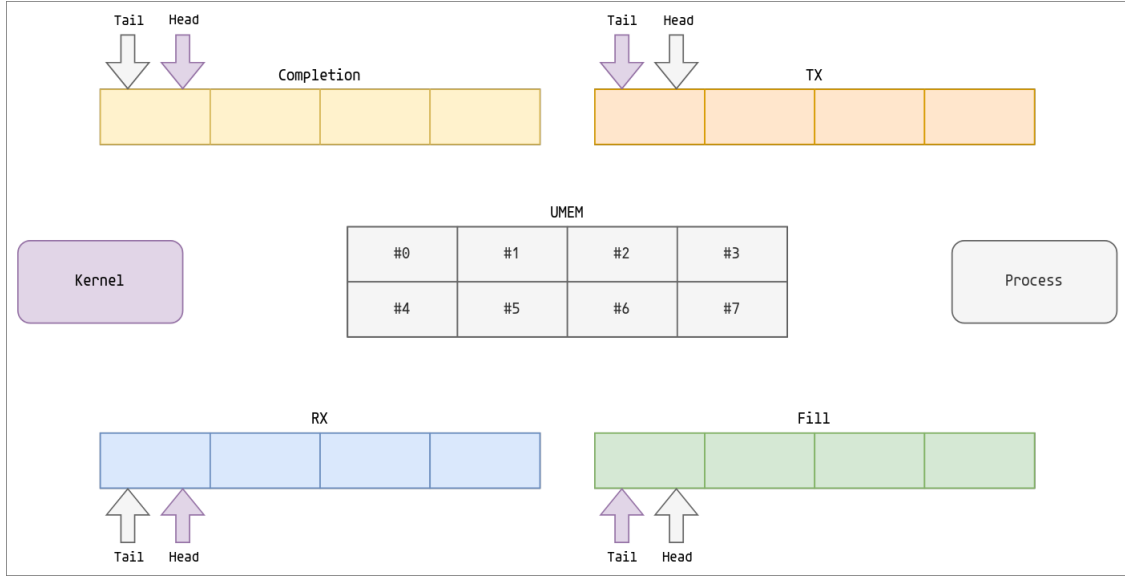 Tail Head Tail Head
Completion TX
UMEM
#0 #1 #2 #3
Kernel Process
#4 #5 #6 #7
RX Fill
Tail Head Tail Head